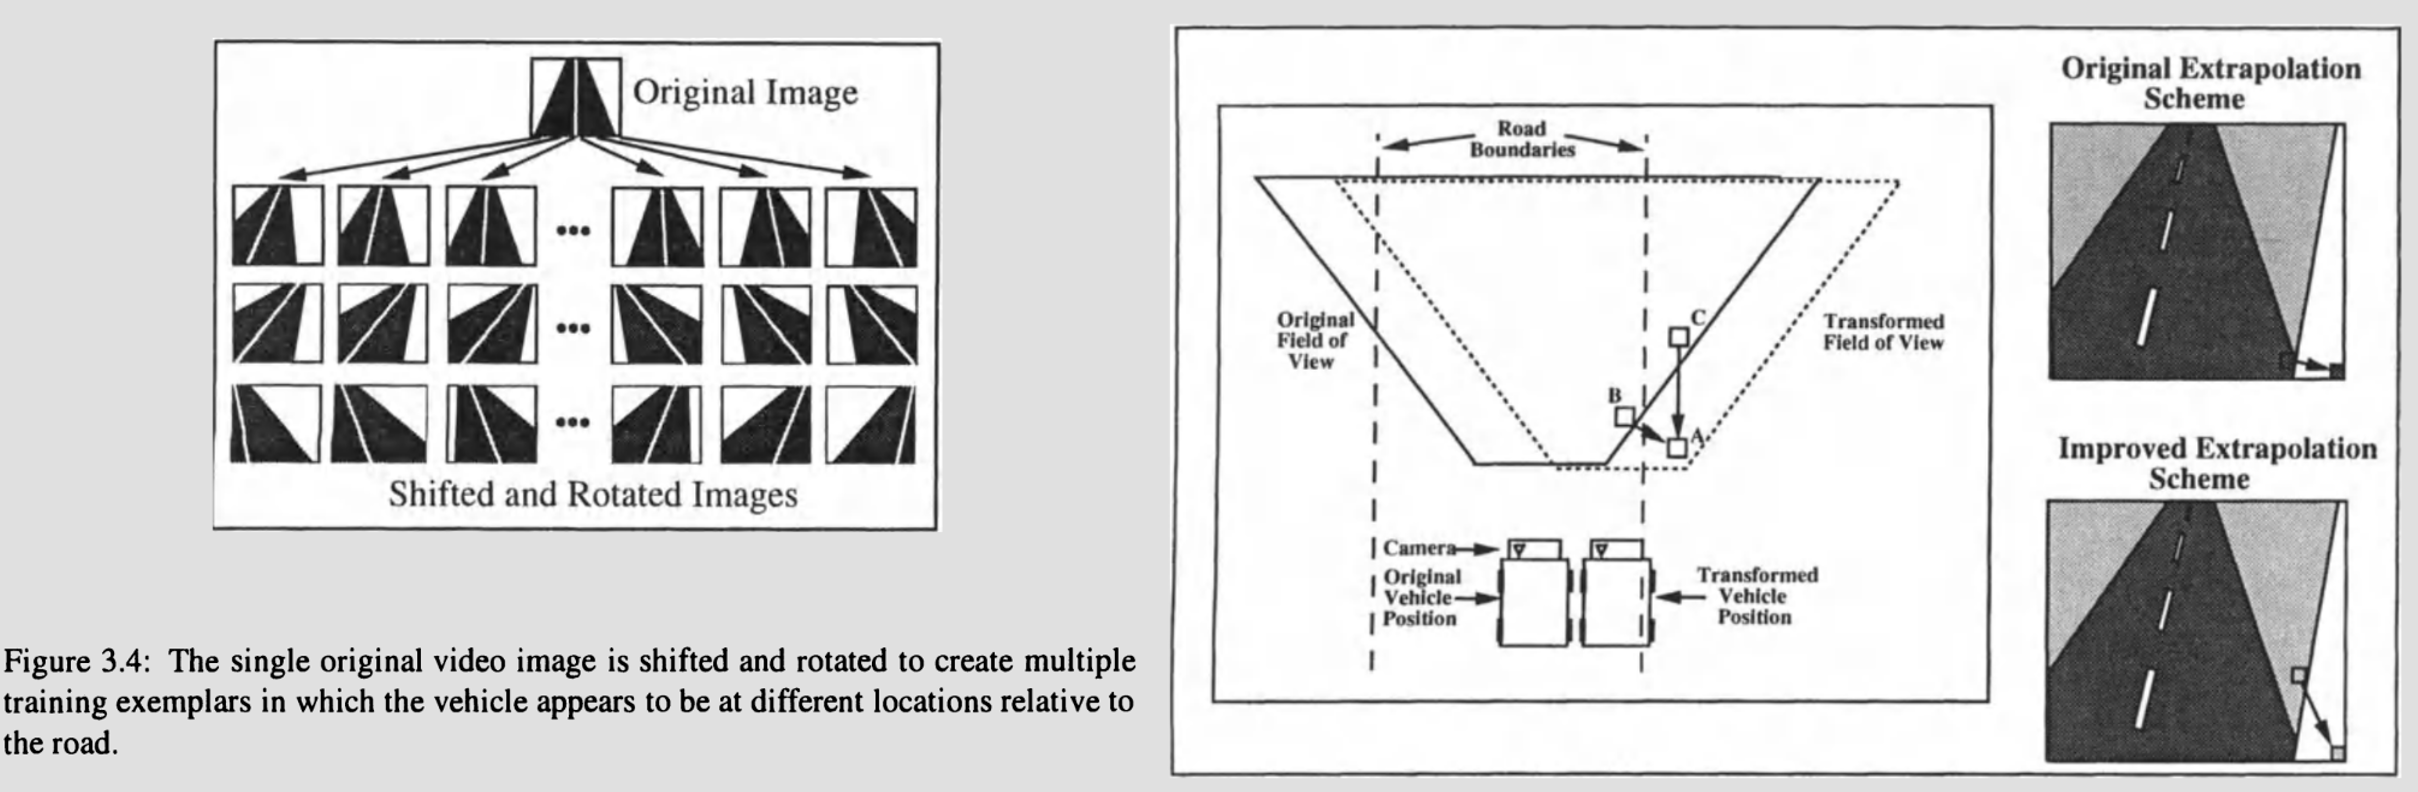 Original Image
Shifted and Rotated Images
Figure 3.4: The single original video image is shifted and rotated to create multiple
training exemplars in which the vehicle appears to be at different locations relative to
the road.
Road
Boundaries
Original
Field of
View
C
B
A
Transformed
Field of View
Camera
Original
Vehicle
Position
Transformed
Vehicle
Position
Original Extrapolation
Scheme
Improved Extrapolation
Scheme